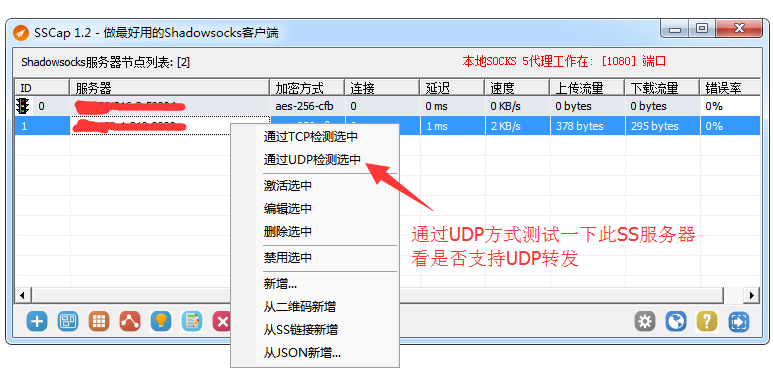 SSCap 1.2 - 做最好用的Shadowsocks客户端
Shadowsocks服务器节点列表: [2]
本地SOCKS 5代理工作在: [1080] 端口
ID 服务器 加密方式 连接 延迟 速度 上传流量 下载流量 错误率
0 aes-256-cfb 0 0 ms 0 KB/s 0 bytes 0 bytes 0%
1 1 ms 2 KB/s 378 bytes 295 bytes 0%
通过TCP检测选中
通过UDP检测选中
激活选中
编辑选中
删除选中
禁用选中
新增...
从二维码新增
从SS链接新增
从JSON新增...
通过UDP方式测试一下此SS服务器
看是否支持UDP转发